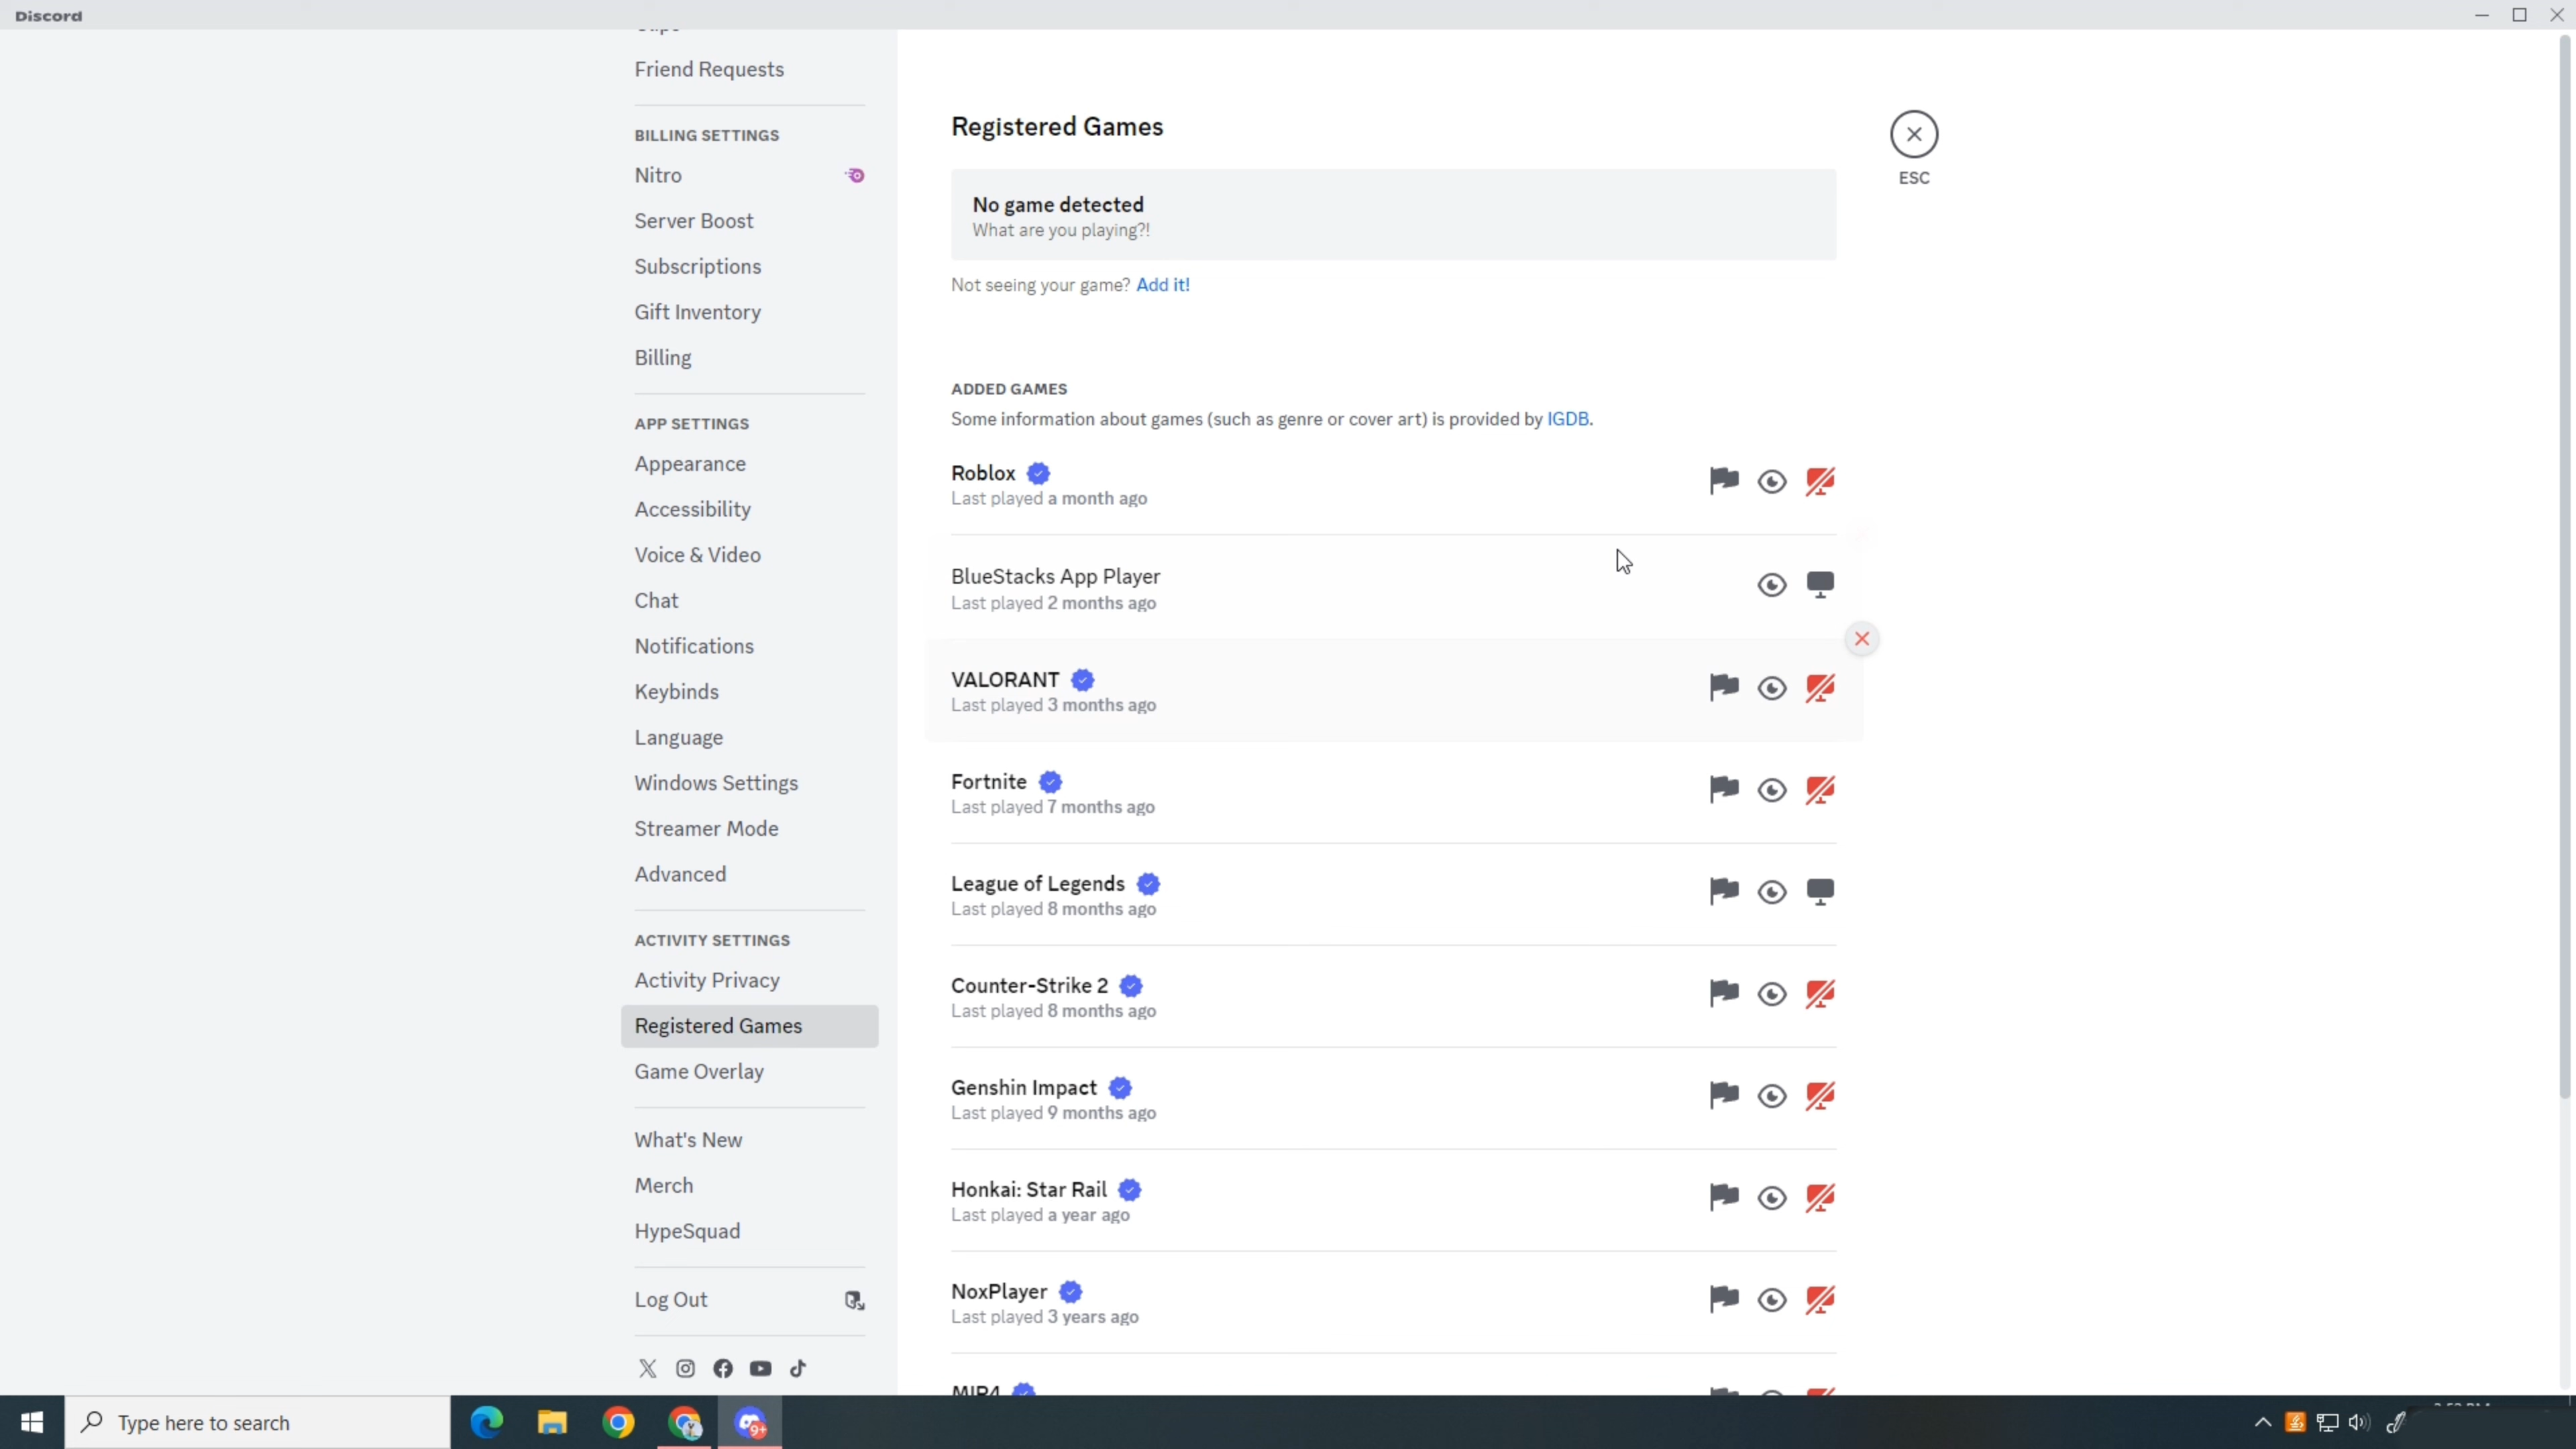 Discord
Friend Requests
BILLING SETTINGS
Nitro
Server Boost
Subscriptions
Gift Inventory
Billing
APP SETTINGS
Appearance
Accessibility
Voice & Video
Chat
Notifications
Keybinds
Language
Windows Settings
Streamer Mode
Advanced
ACTIVITY SETTINGS
Activity Privacy
Registered Games
Game Overlay
What's New
Merch
HypeSquad
Log Out
Registered Games
ESC
No game detected
What are you playing?!
Not seeing your game? Add it!
ADDED GAMES
Some information about games (such as genre or cover art) is provided by IGDB.
Roblox
Last played a month ago
BlueStacks App Player
Last played 2 months ago
VALORANT
Last played 3 months ago
Fortnite
Last played 7 months ago
League of Legends
Last played 8 months ago
Counter-Strike 2
Last played 8 months ago
Genshin Impact
Last played 9 months ago
Honkai: Star Rail
Last played a year ago
NoxPlayer
Last played 3 years ago
MIR4
Type here to search
9+